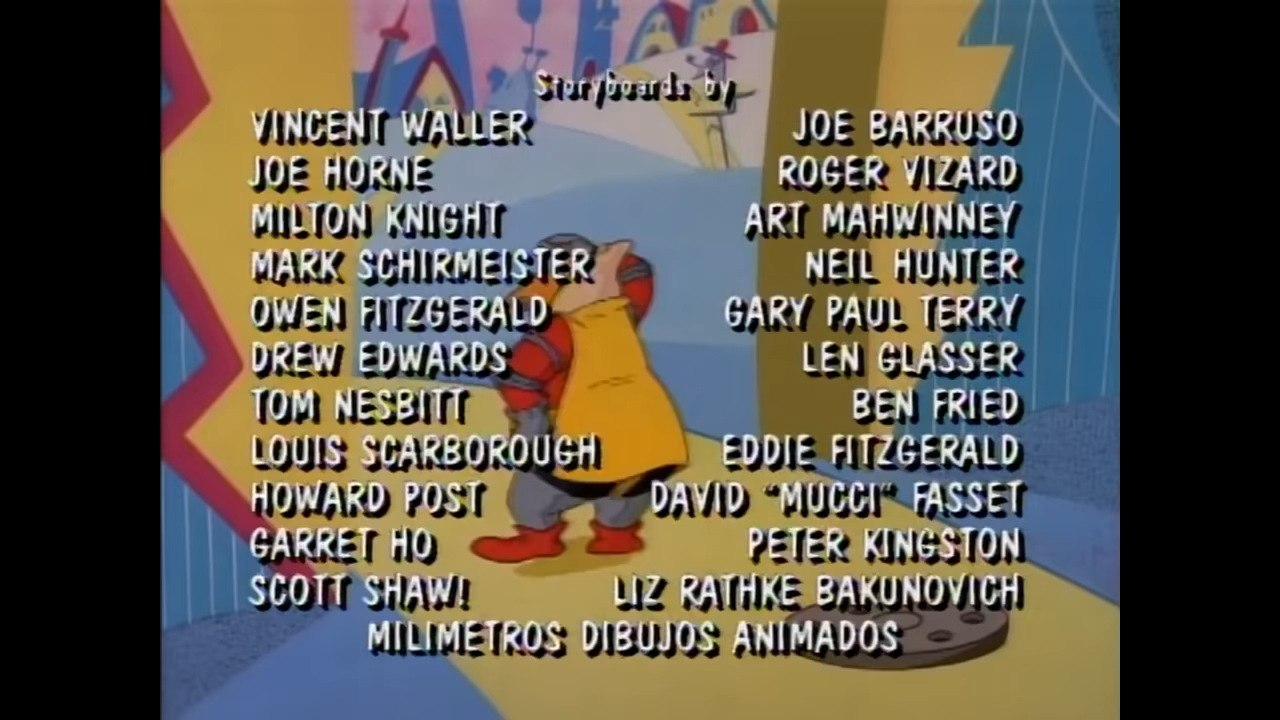 Storyboards by
VINCENT WALLER JOE BARRUSO
JOE HORNE ROGER VIZARD
MILTON KNIGHT ART MAHWINNEY
MARK SCHIRMEISTER NEIL HUNTER
OWEN FITZGERALD GARY PAUL TERRY
DREW EDWARDS LEN GLASSER
TOM NESBITT BEN FRIED
LOUIS SCARBOROUGH EDDIE FITZGERALD
HOWARD POST DAVID "MUCCI" FASSET
GARRET HO PETER KINGSTON
SCOTT SHAW! LIZ RATHKE BAKUNOVICH
MILIMETROS DIBUJOS ANIMADOS